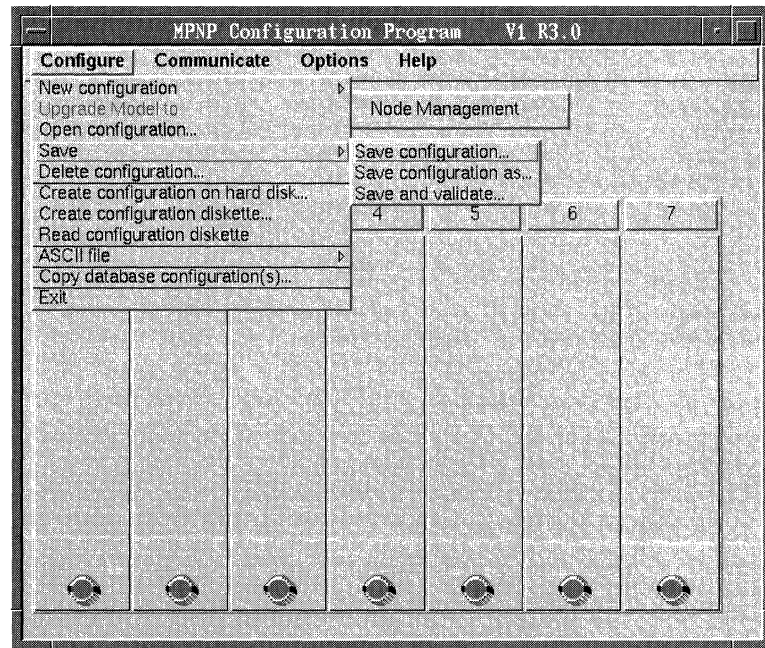 MPNP Configuration Program V1 R3.0
Configure Communicate Options Help
New configuration
Upgrade Model to
Open configuration...
Save
Delete configuration...
Create configuration on hard disk...
Create configuration diskette...
Read configuration diskette
ASCII file
Copy database configuration(s)...
Exit
Node Management
Save configuration...
Save configuration as...
Save and validate...
4 5 6 7